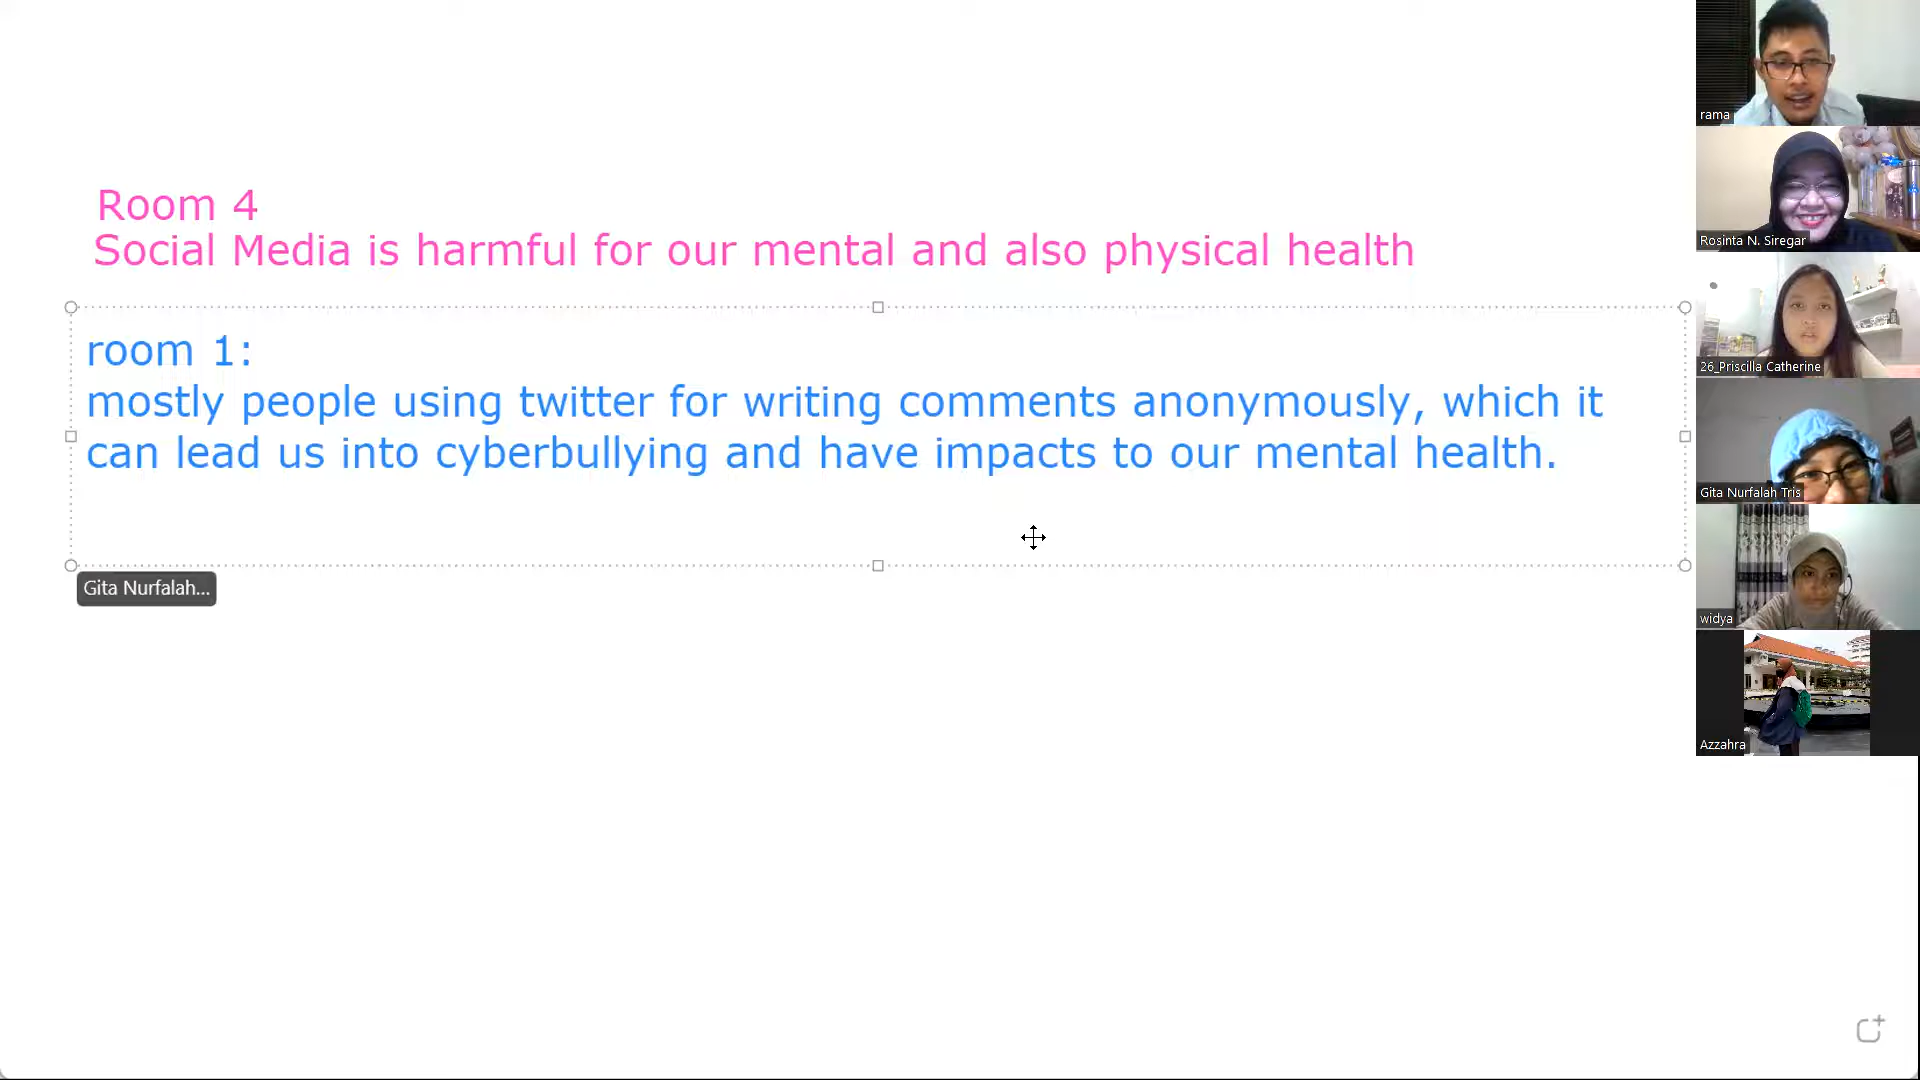 Room 4
Social Media is harmful for our mental and also physical health
room 1:
mostly people using twitter for writing comments anonymously, which it
can lead us into cyberbullying and have impacts to our mental health.
Gita Nurfalah...
rama
Rosinta N. Siregar
26_Priscilla Catherine
Gita Nurfalah Tris
widya
Azzahra